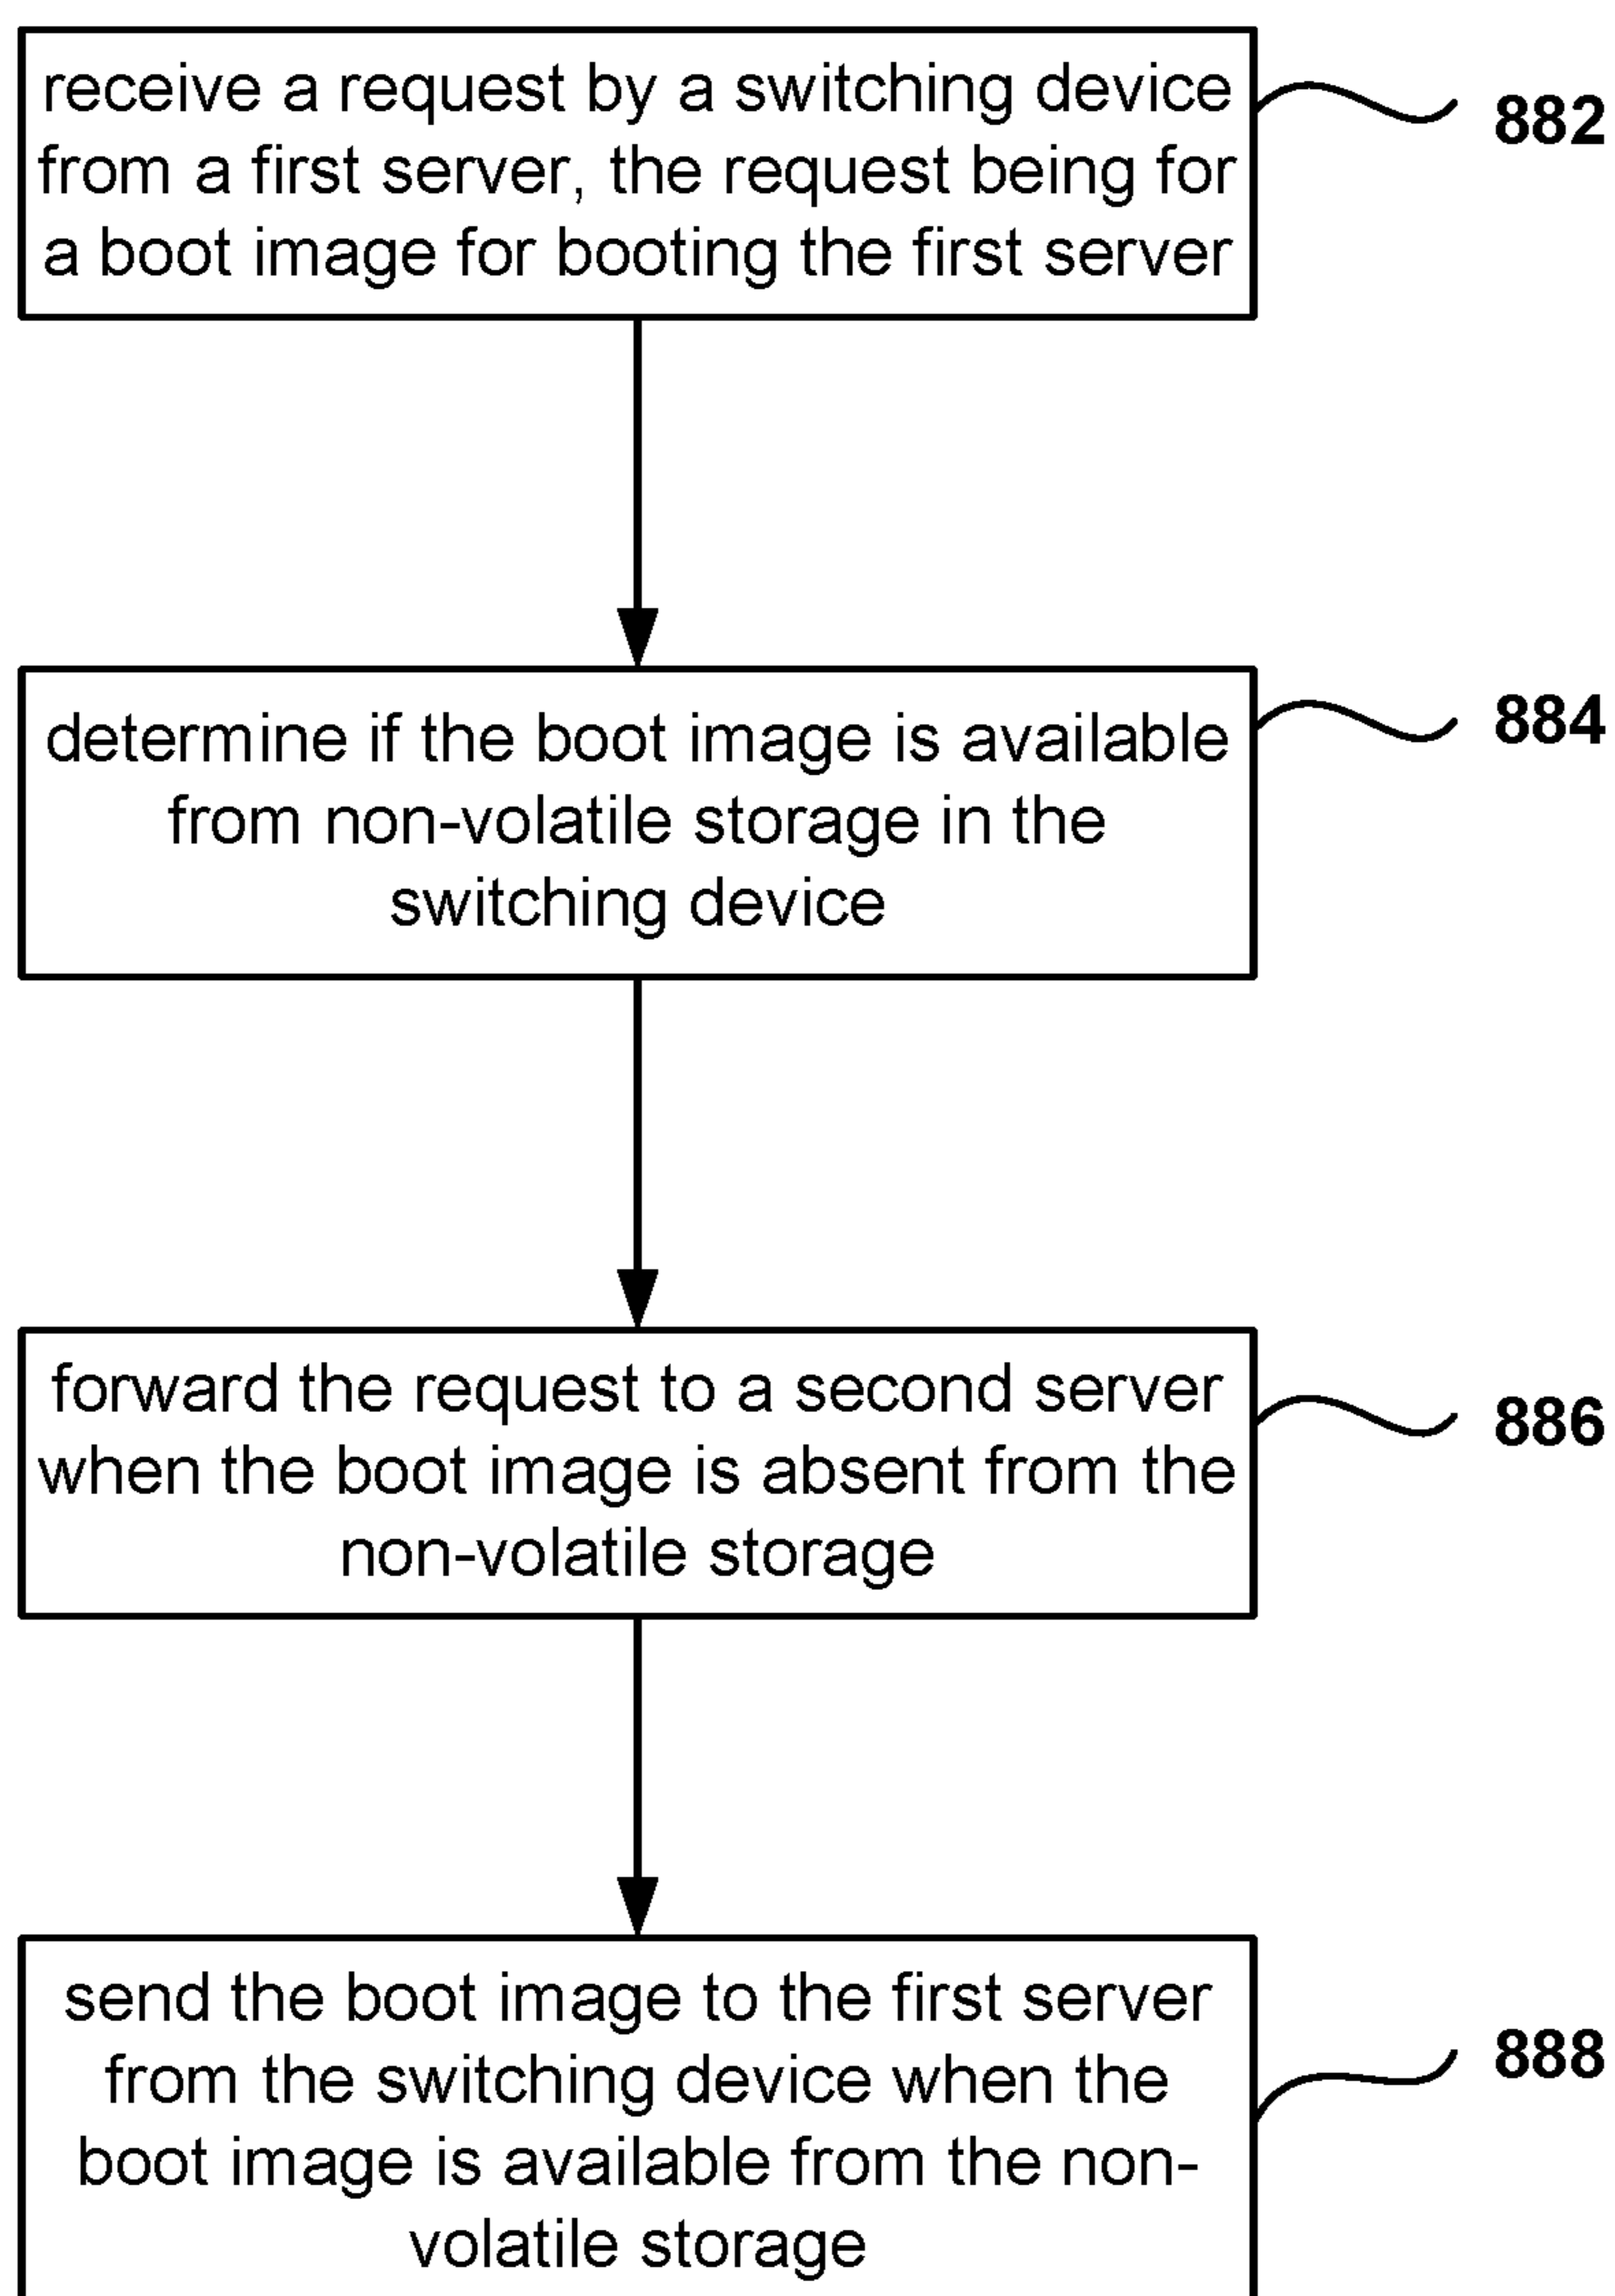 receive a request by a switching device
from a first server, the request being for
a boot image for booting the first server
882
determine if the boot image is available
from non-volatile storage in the
switching device
884
forward the request to a second server
when the boot image is absent from the
non-volatile storage
886
send the boot image to the first server
from the switching device when the
boot image is available from the non-
volatile storage
888